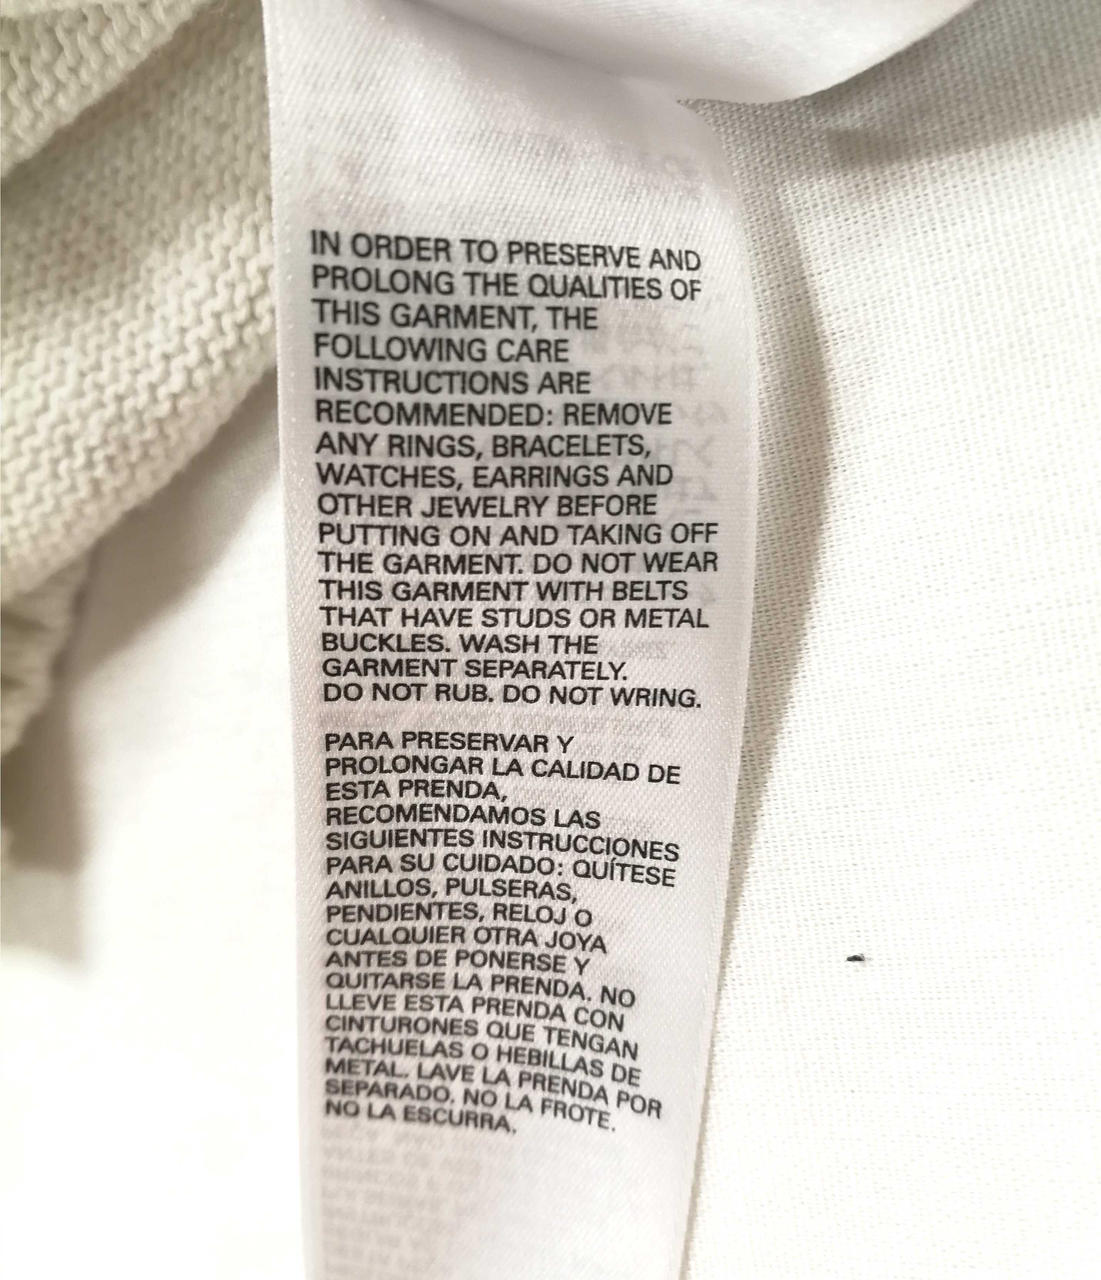 IN ORDER TO PRESERVE AND
PROLONG THE QUALITIES OF
THIS GARMENT, THE
FOLLOWING CARE
INSTRUCTIONS ARE
RECOMMENDED: REMOVE
ANY RINGS, BRACELETS,
WATCHES, EARRINGS AND
OTHER JEWELRY BEFORE
PUTTING ON AND TAKING OFF
THE GARMENT. DO NOT WEAR
THIS GARMENT WITH BELTS
THAT HAVE STUDS OR METAL
BUCKLES. WASH THE
GARMENT SEPARATELY.
DO NOT RUB. DO NOT WRING.
PARA PRESERVAR Y
PROLONGAR LA CALIDAD DE
ESTA PRENDA,
RECOMENDAMOS LAS
SIGUIENTES INSTRUCCIONES
PARA SU CUIDADO: QUÍTESE
ANILLOS, PULSERAS,
PENDIENTES, RELOJ O
CUALQUIER OTRA JOYA
ANTES DE PONERSE Y
QUITARSE LA PRENDA. NO
LLEVE ESTA PRENDA CON
CINTURONES QUE TENGAN
TACHUELAS O HEBILLAS DE
METAL. LAVE LA PRENDA POR
SEPARADO. NO LA FROTE.
NO LA ESCURRA.